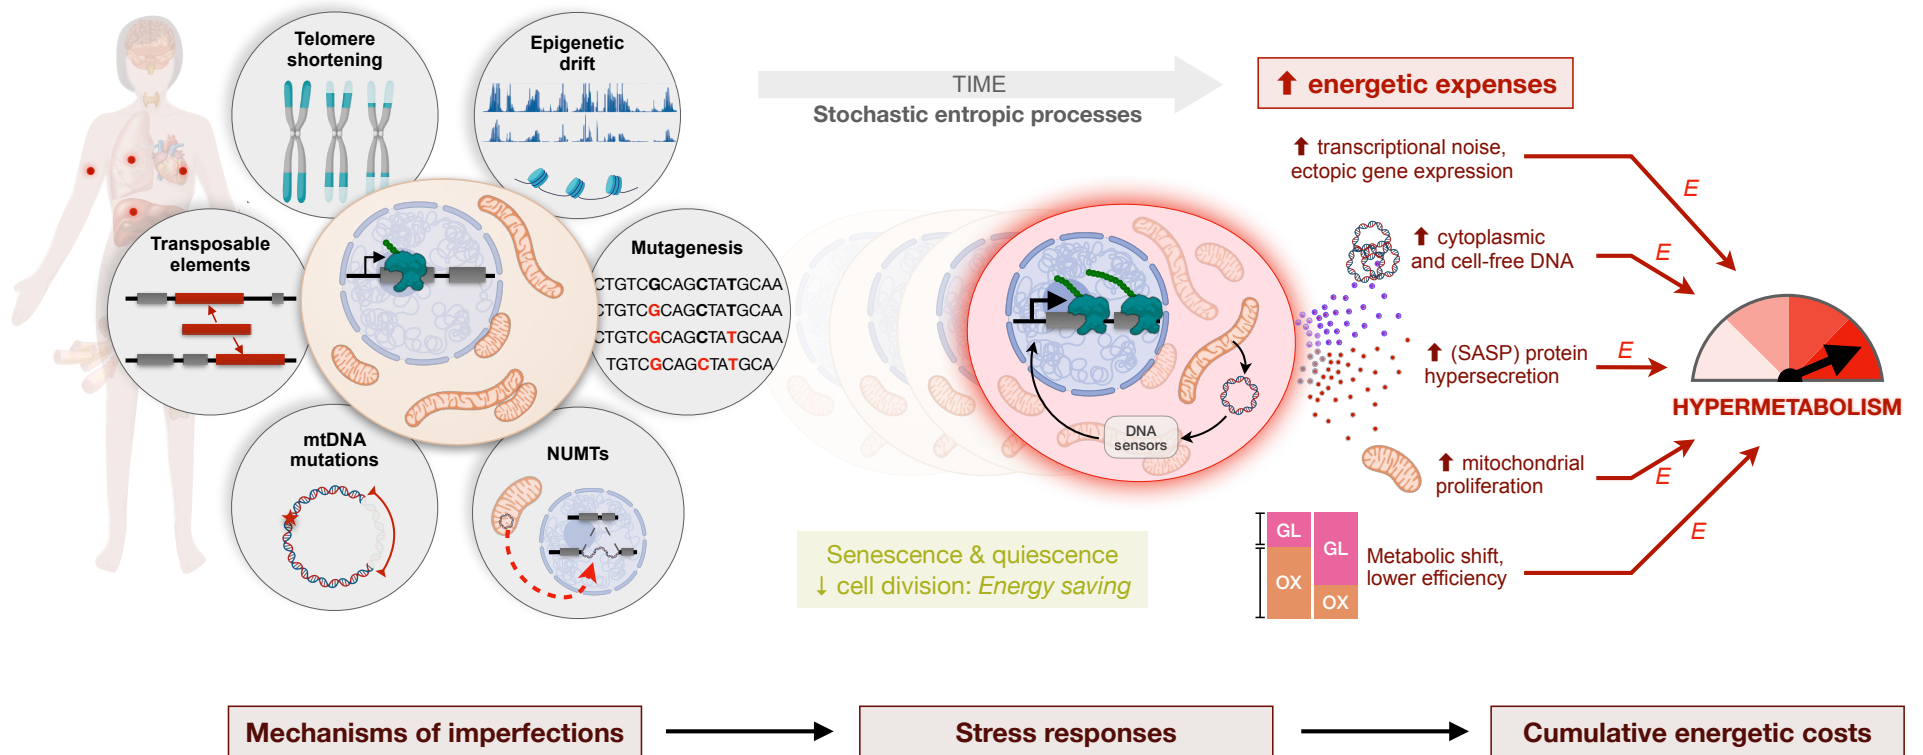 Telomere
shortening
Epigenetic
drift
Transposable
elements
Mutagenesis
CTGTCGCAGCTATGCAA
CTGTCGCAGCTATGCAA
CTGTCGCAGCTATGCAA
TGTCGCAGCTATGCA
mtDNA
mutations
NUMTs
TIME
Stochastic entropic processes
DNA
sensors
Senescence & quiescence
↓ cell division: Energy saving
⬆ energetic expenses
⬆ transcriptional noise,
ectopic gene expression
E
⬆ cytoplasmic
and cell-free DNA
E
⬆ (SASP) protein
hypersecretion
E
⬆ mitochondrial
proliferation
E
GL
OX
GL
OX
Metabolic shift,
lower efficiency
E
HYPERMETABOLISM
Mechanisms of imperfections
Stress responses
Cumulative energetic costs